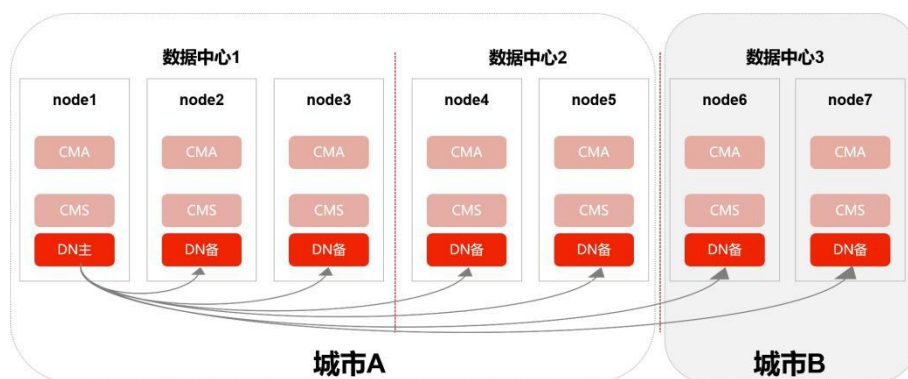 数据中心1
数据中心2
数据中心3
node1
node2
node3
node4
node5
node6
node7
CMA
CMA
CMA
CMA
CMA
CMA
CMA
CMS
CMS
CMS
CMS
CMS
CMS
CMS
DN主
DN备
DN备
DN备
DN备
DN备
DN备
城市A
城市B